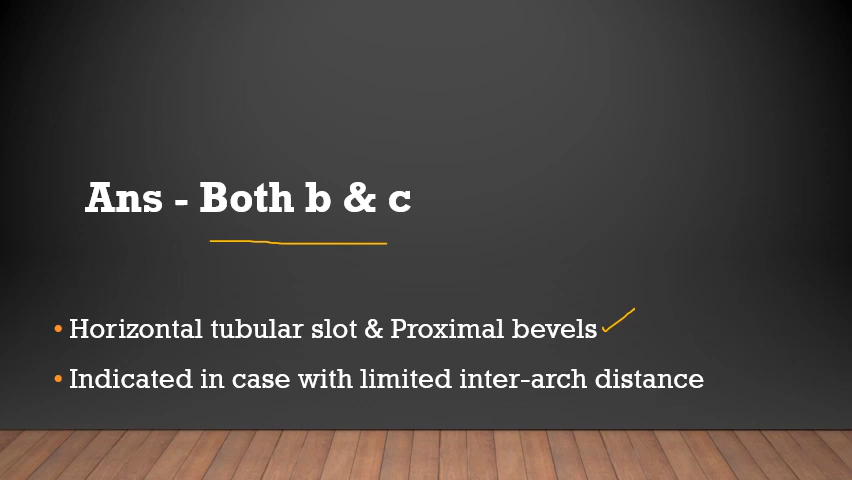 Ans - Both b & c
• Horizontal tubular slot & Proximal bevels
• Indicated in case with limited inter-arch distance